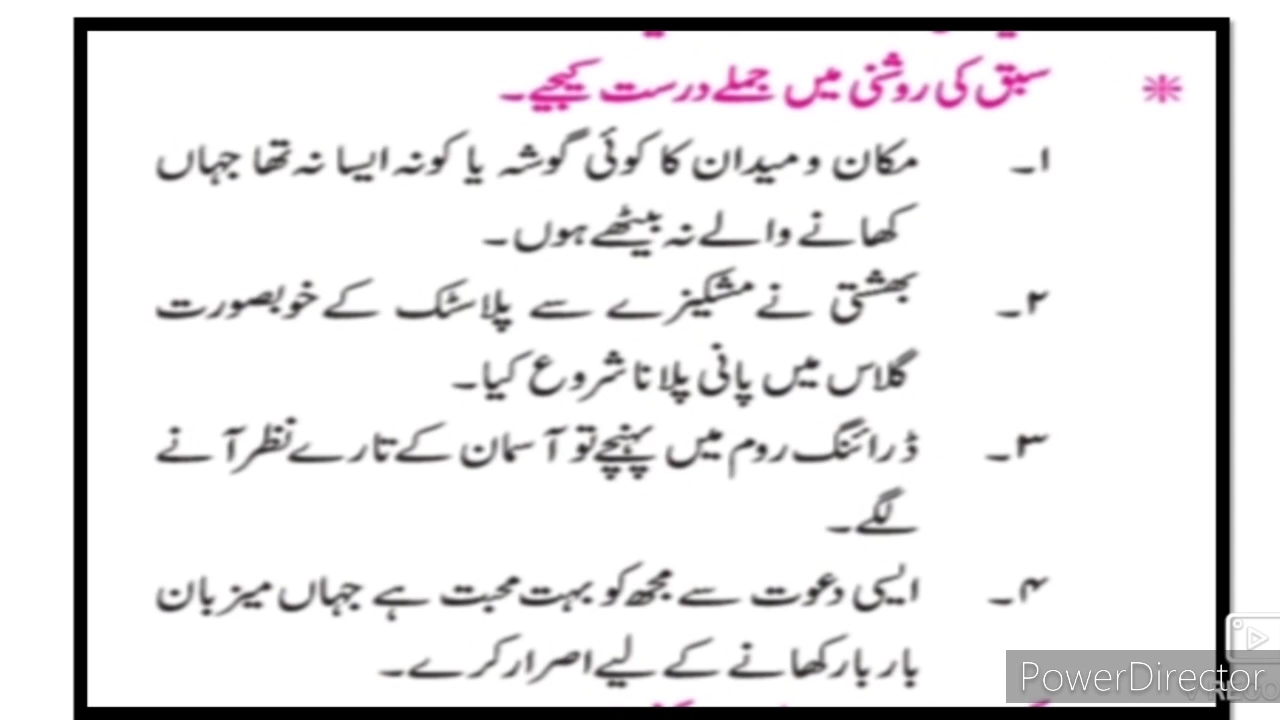 سبق کی روشنی میں جملے درست کیجیے۔
۱۔ مکان و میدان کا کوئی گوشہ یا کونہ ایسا نہ تھا جہاں
کھانے والے نہ بیٹھے ہوں۔
۲۔ بھشتی نے مشکیزے سے پلاسٹک کے خوبصورت
گلاس میں پانی پلانا شروع کیا۔
۳۔ ڈرائنگ روم میں پہنچے تو آسمان کے تارے نظر آنے
لگے۔
۴۔ ایسی دعوت سے مجھ کو بہت محبت ہے جہاں میزبان
بار بار کھانے کے لیے اصرار کرے۔
PowerDirector